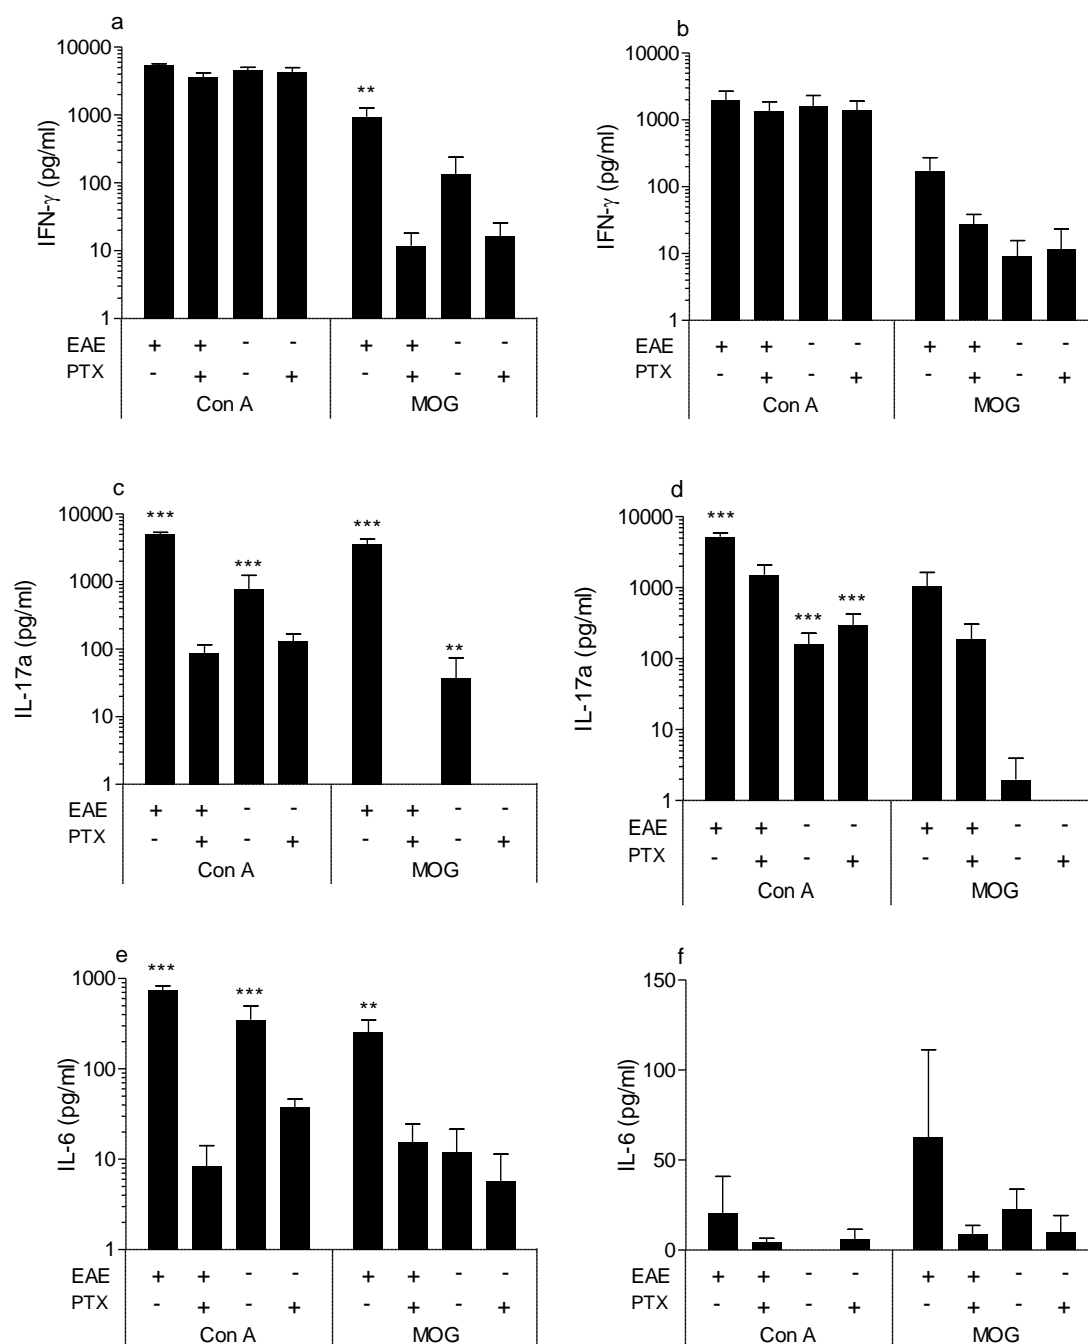 a
10000
1000
100
10
1
IFN-γ (pg/ml)
**
EAE + + - - + + - -
PTX - + - + - + - +
Con A MOG
b
10000
1000
100
10
1
IFN-γ (pg/ml)
EAE + + - - + + - -
PTX - + - + - + - +
Con A MOG
c
10000
1000
100
10
1
IL-17a (pg/ml)
*** *** *** **
EAE + + - - + + - -
PTX - + - + - + - +
Con A MOG
d
10000
1000
100
10
1
IL-17a (pg/ml)
*** *** ***
EAE + + - - + + - -
PTX - + - + - + - +
Con A MOG
e
1000
100
10
1
IL-6 (pg/ml)
*** *** **
EAE + + - - + + - -
PTX - + - + - + - +
Con A MOG
f
150
100
50
0
IL-6 (pg/ml)
EAE + + - - + + - -
PTX - + - + - + - +
Con A MOG